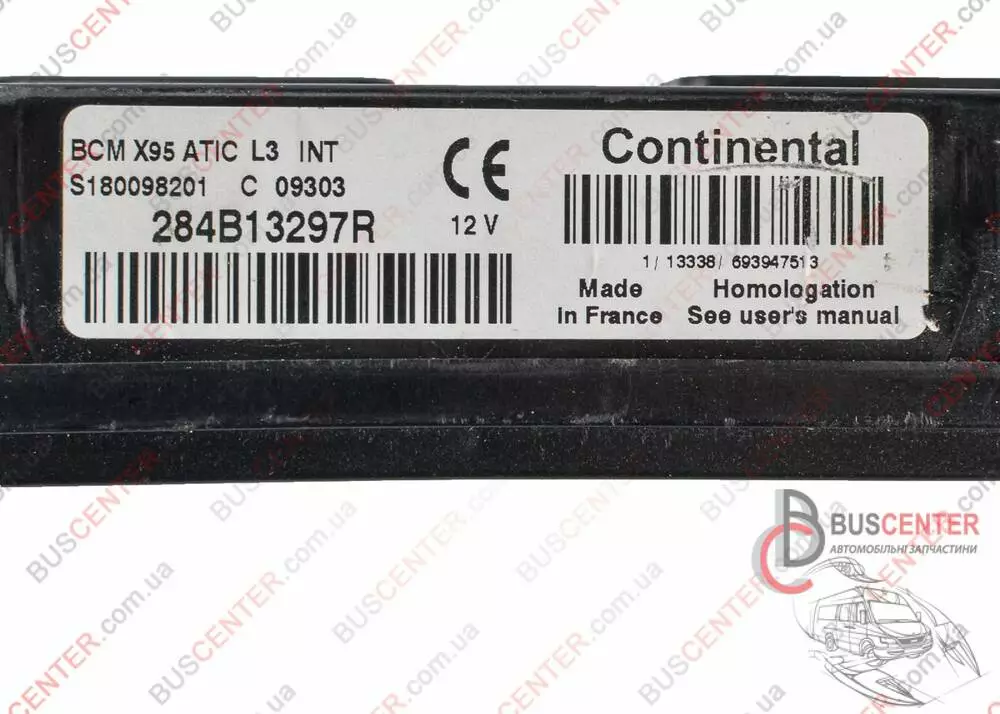 BCM X95 ATIC L3 INT
S180098201 C 09303
284B13297R
CE
12 V
Continental
1/ 13338/ 693947513
Made
in France
Homologation
See user's manual
BUSCENTER
АВТОМОБІЛЬНІ ЗАПЧАСТИНИ
BUSCENTER.com.ua